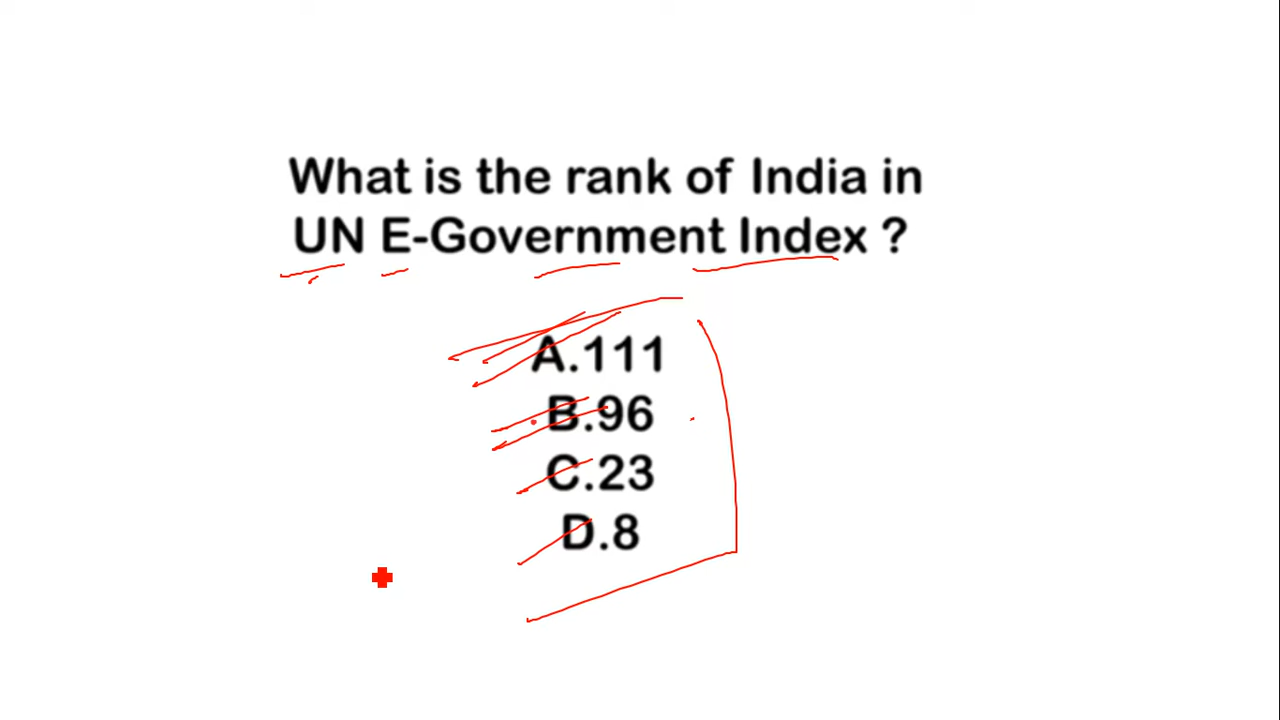 What is the rank of India in
UN E-Government Index ?
A.111
B.96
C.23
D.8